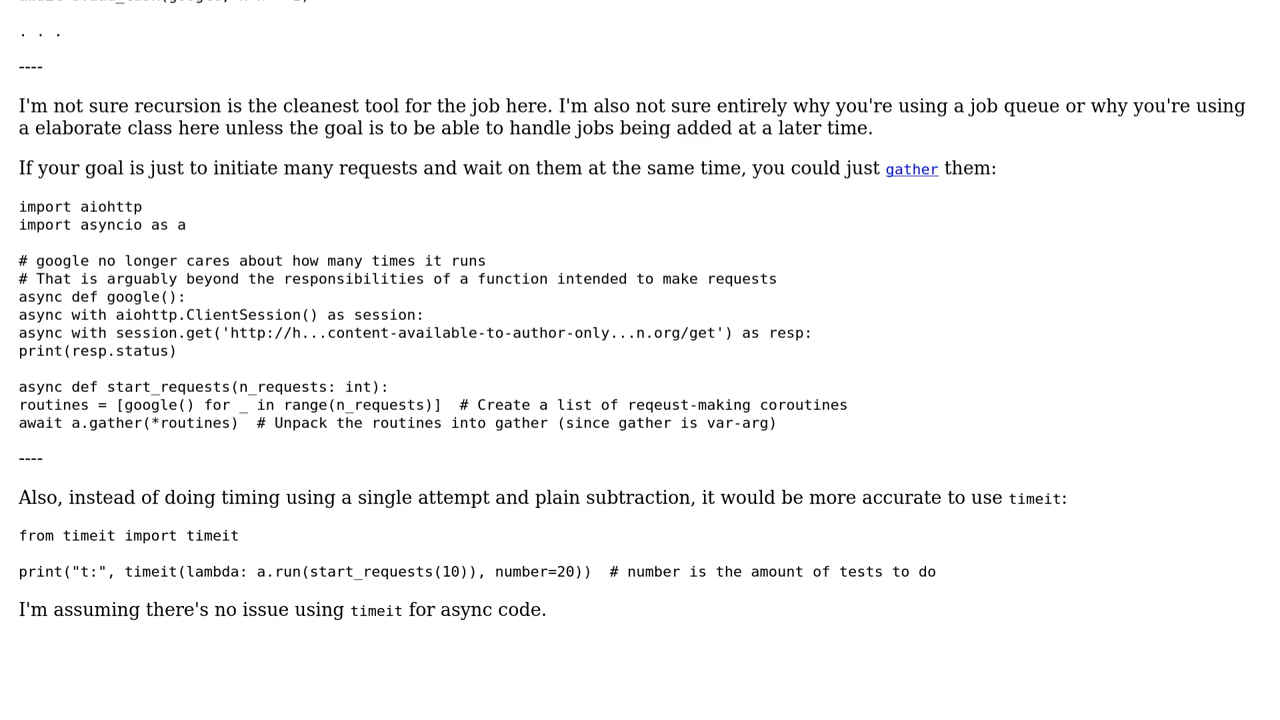 . . .
----
I'm not sure recursion is the cleanest tool for the job here. I'm also not sure entirely why you're using a job queue or why you're using
a elaborate class here unless the goal is to be able to handle jobs being added at a later time.
If your goal is just to initiate many requests and wait on them at the same time, you could just gather them:
import aiohttp
import asyncio as a
# google no longer cares about how many times it runs
# That is arguably beyond the responsibilities of a function intended to make requests
async def google():
async with aiohttp.ClientSession() as session:
async with session.get('http://h...content-available-to-author-only...n.org/get') as resp:
print(resp.status)
async def start_requests(n_requests: int):
routines = [google() for _ in range(n_requests)]  # Create a list of reqeust-making coroutines
await a.gather(*routines)  # Unpack the routines into gather (since gather is var-arg)
----
Also, instead of doing timing using a single attempt and plain subtraction, it would be more accurate to use timeit:
from timeit import timeit
print("t:", timeit(lambda: a.run(start_requests(10)), number=20))  # number is the amount of tests to do
I'm assuming there's no issue using timeit for async code.